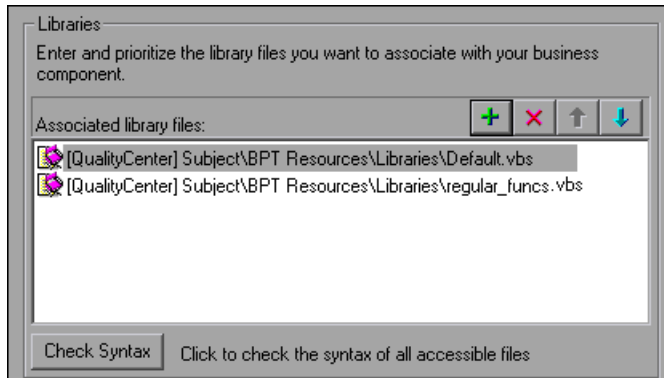 Libraries
Enter and prioritize the library files you want to associate with your business
component.
Associated library files:
[QualityCenter] Subject\BPT Resources\Libraries\Default.vbs
[QualityCenter] Subject\BPT Resources\Libraries\regular_funcs.vbs
Check Syntax Click to check the syntax of all accessible files